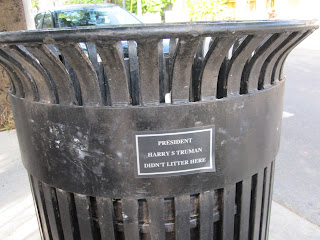 PRESIDENT
HARRY S TRUMAN
DIDN'T LITTER HERE